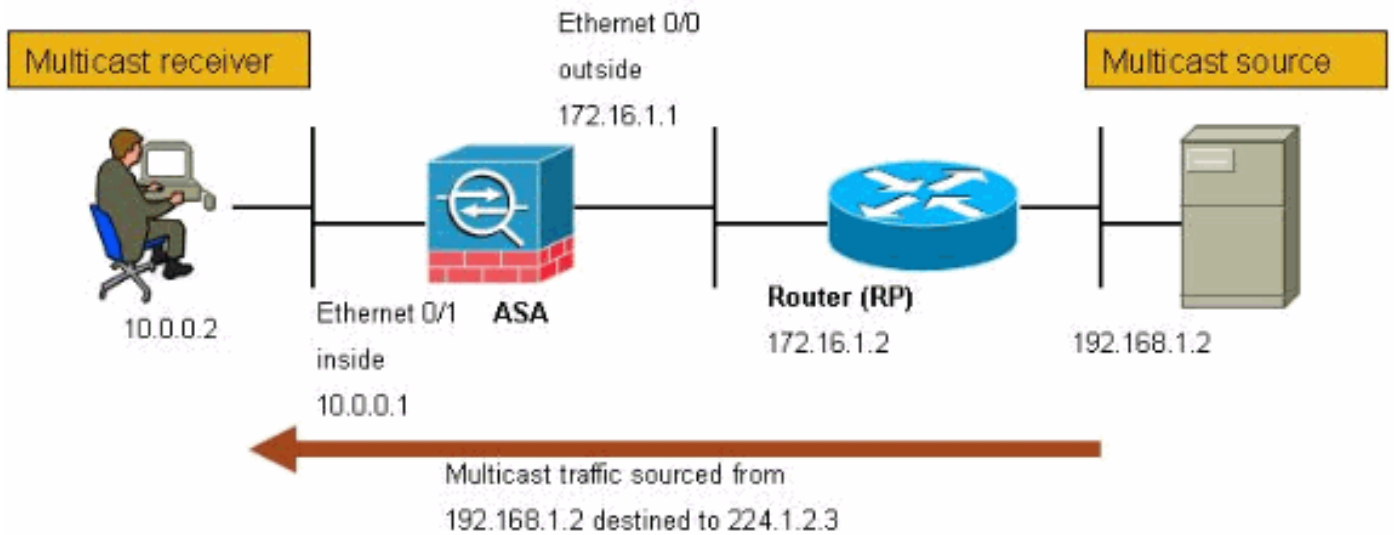 Ethernet 0/0
outside
172.16.1.1
Multicast receiver
Multicast source
10.0.0.2
Ethernet 0/1
inside
10.0.0.1
ASA
Router (RP)
172.16.1.2
192.168.1.2
Multicast traffic sourced from
192.168.1.2 destined to 224.1.2.3